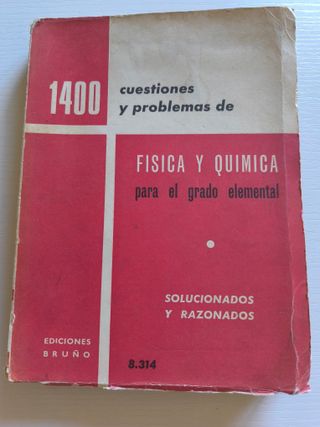 1400
cuestiones
y problemas de
FISICA Y QUIMICA
para el grado elemental
SOLUCIONADOS
Y RAZONADOS
EDICIONES
BRUÑO
8.314